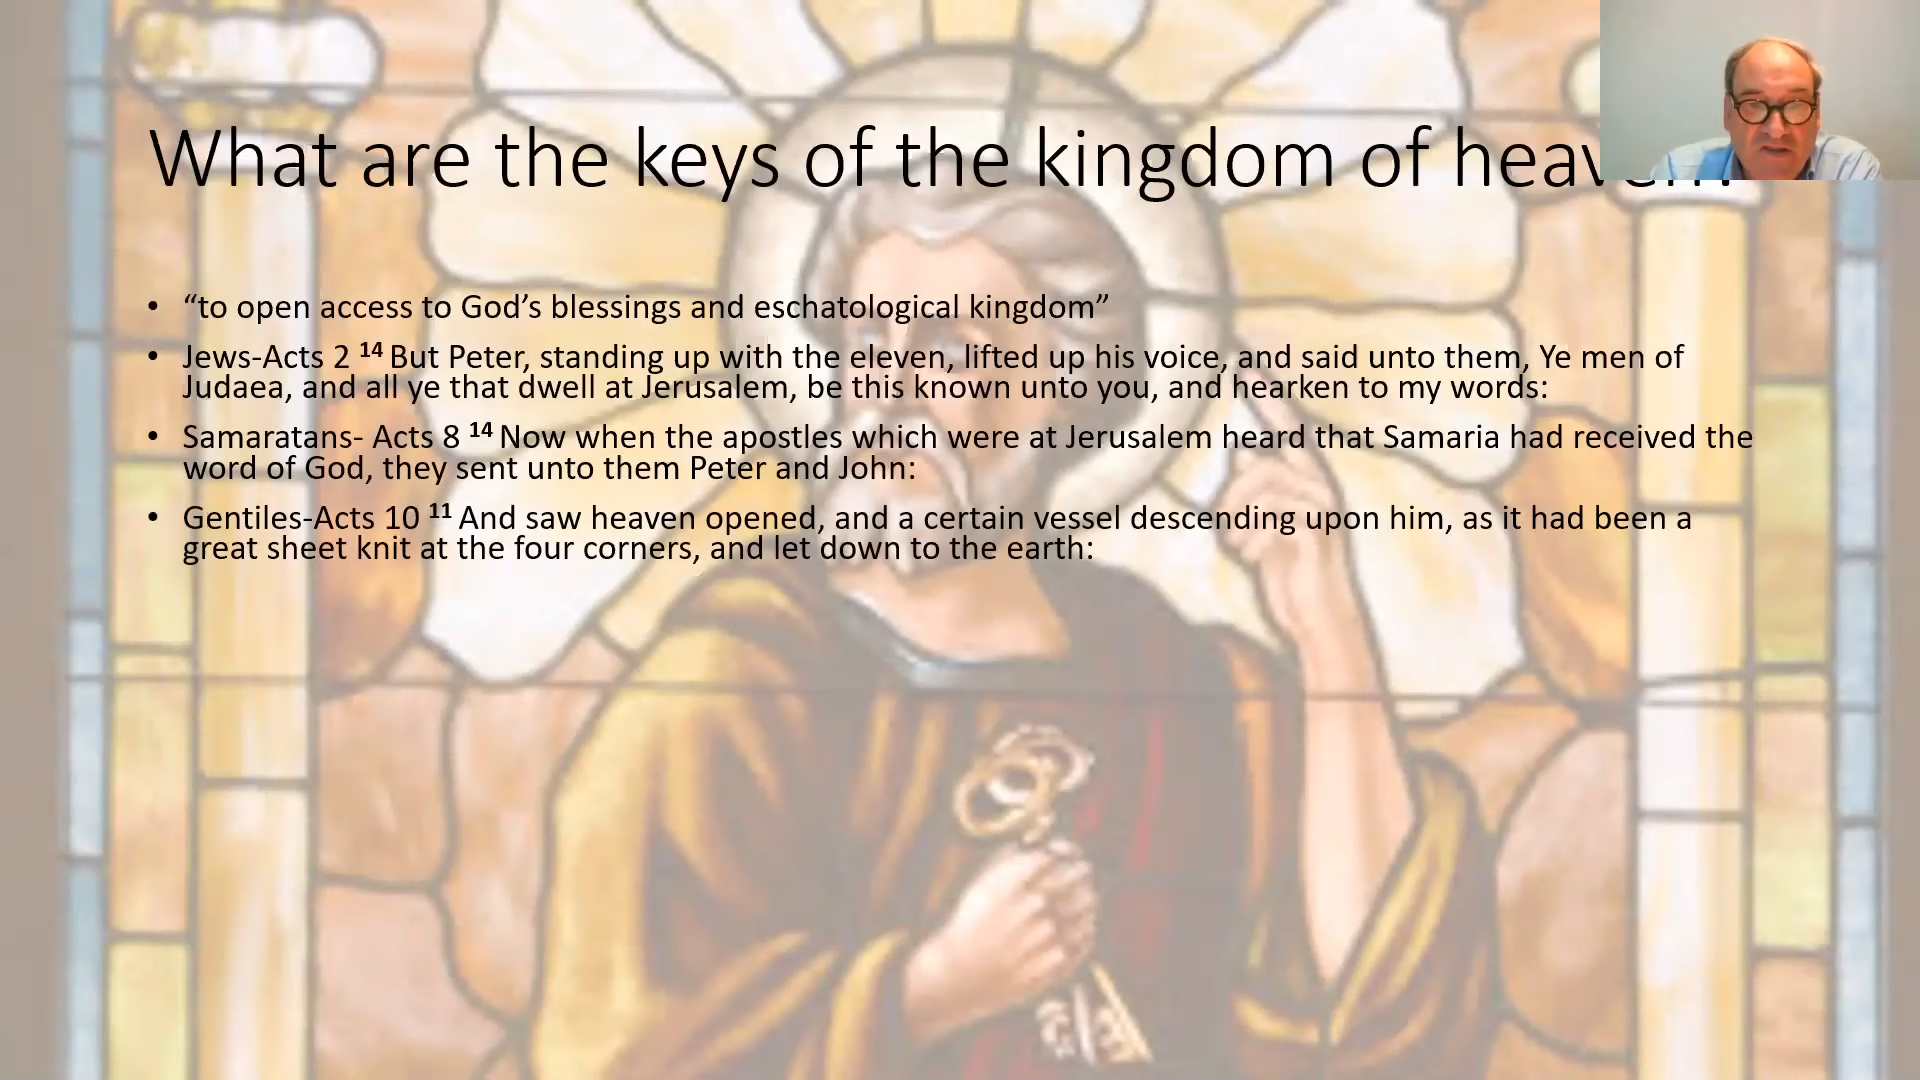 What are the keys of the kingdom of heaven?
• “to open access to God’s blessings and eschatological kingdom”
• Jews-Acts 2 14 But Peter, standing up with the eleven, lifted up his voice, and said unto them, Ye men of
Judaea, and all ye that dwell at Jerusalem, be this known unto you, and hearken to my words:
• Samaratans- Acts 8 14 Now when the apostles which were at Jerusalem heard that Samaria had received the
word of God, they sent unto them Peter and John:
• Gentiles-Acts 10 11 And saw heaven opened, and a certain vessel descending upon him, as it had been a
great sheet knit at the four corners, and let down to the earth: